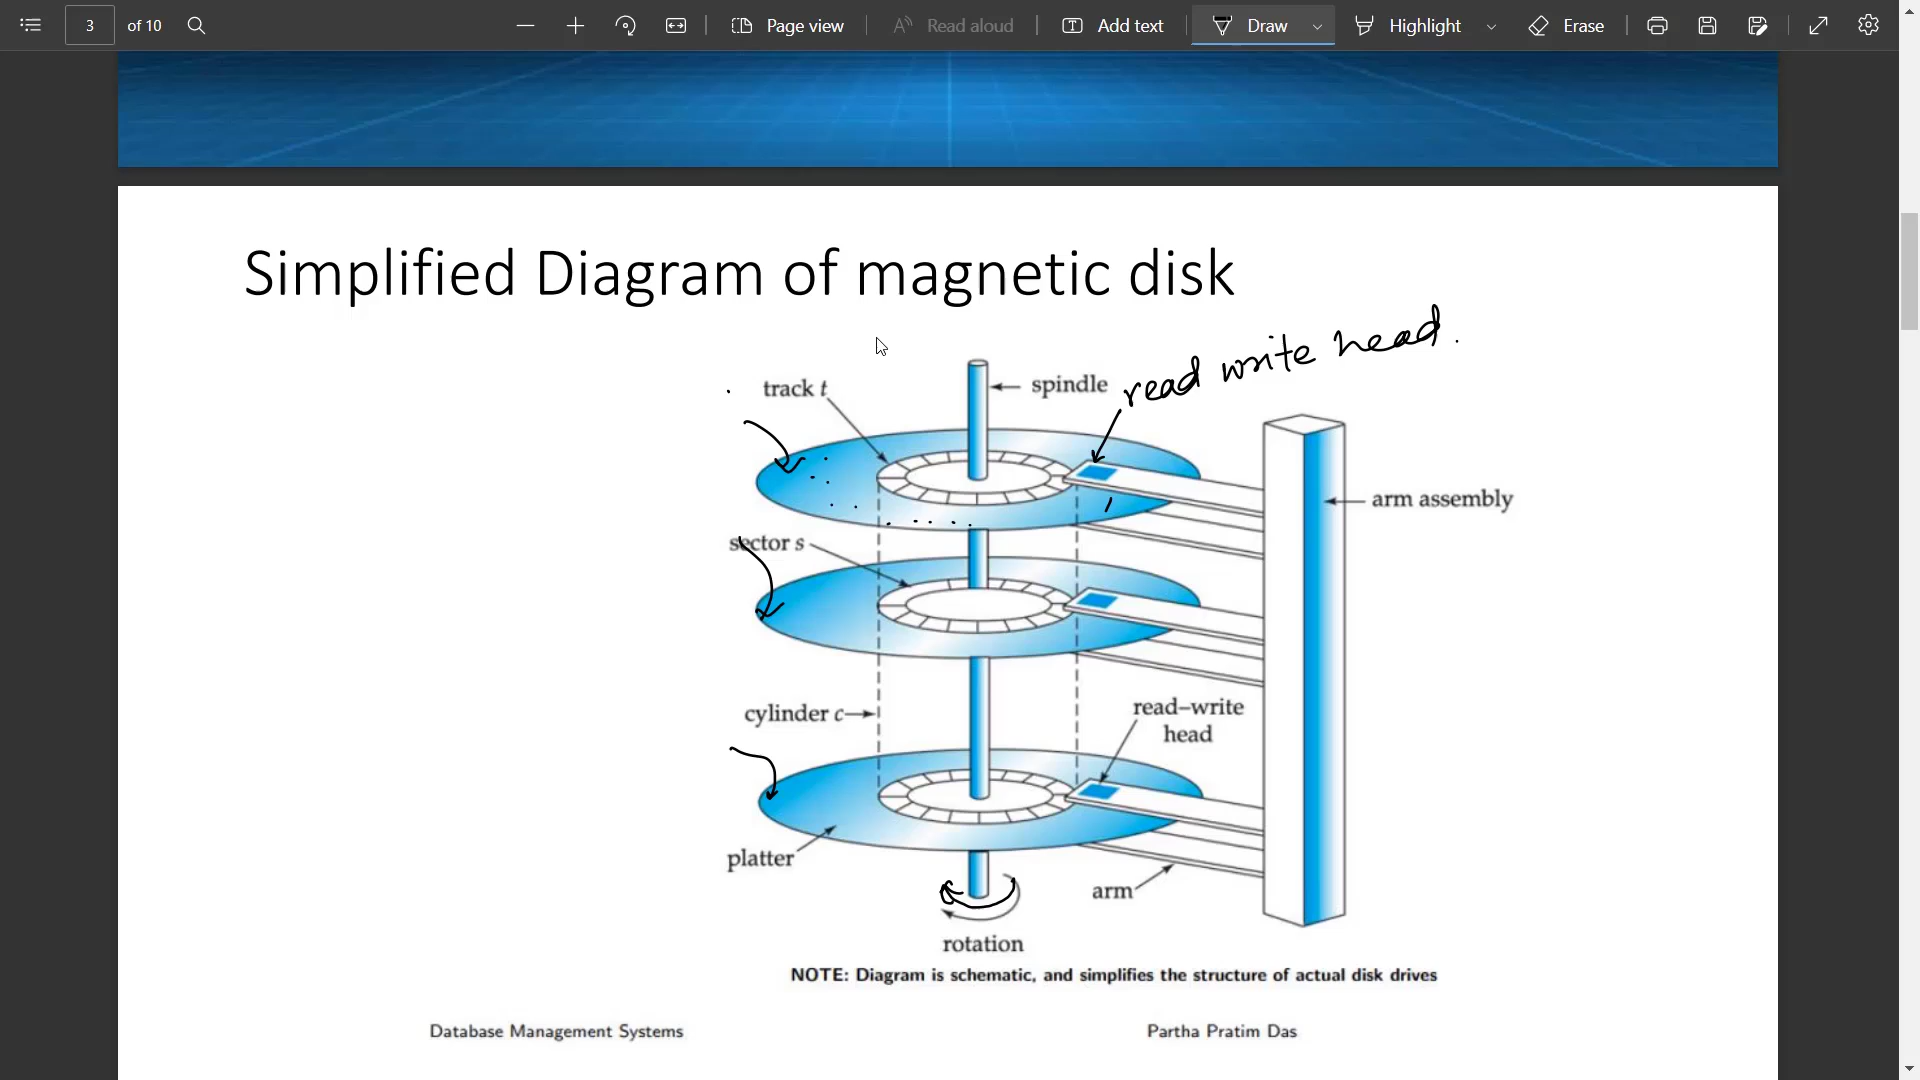 3 of 10 Page view Read aloud Add text Draw Highlight Erase
Simplified Diagram of magnetic disk
read write head.
track t
spindle
arm assembly
sector s
cylinder c
read–write
head
platter
arm
rotation
NOTE: Diagram is schematic, and simplifies the structure of actual disk drives
Database Management Systems Partha Pratim Das